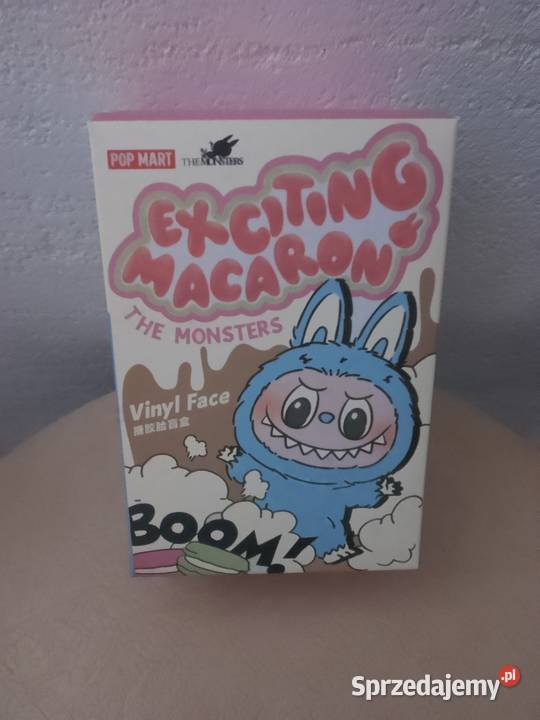 POP MART
THE MONSTERS
EXCITING
MACARON
THE MONSTERS
Vinyl Face
搪胶脸盲盒
BOOM!
Sprzedajemy.pl